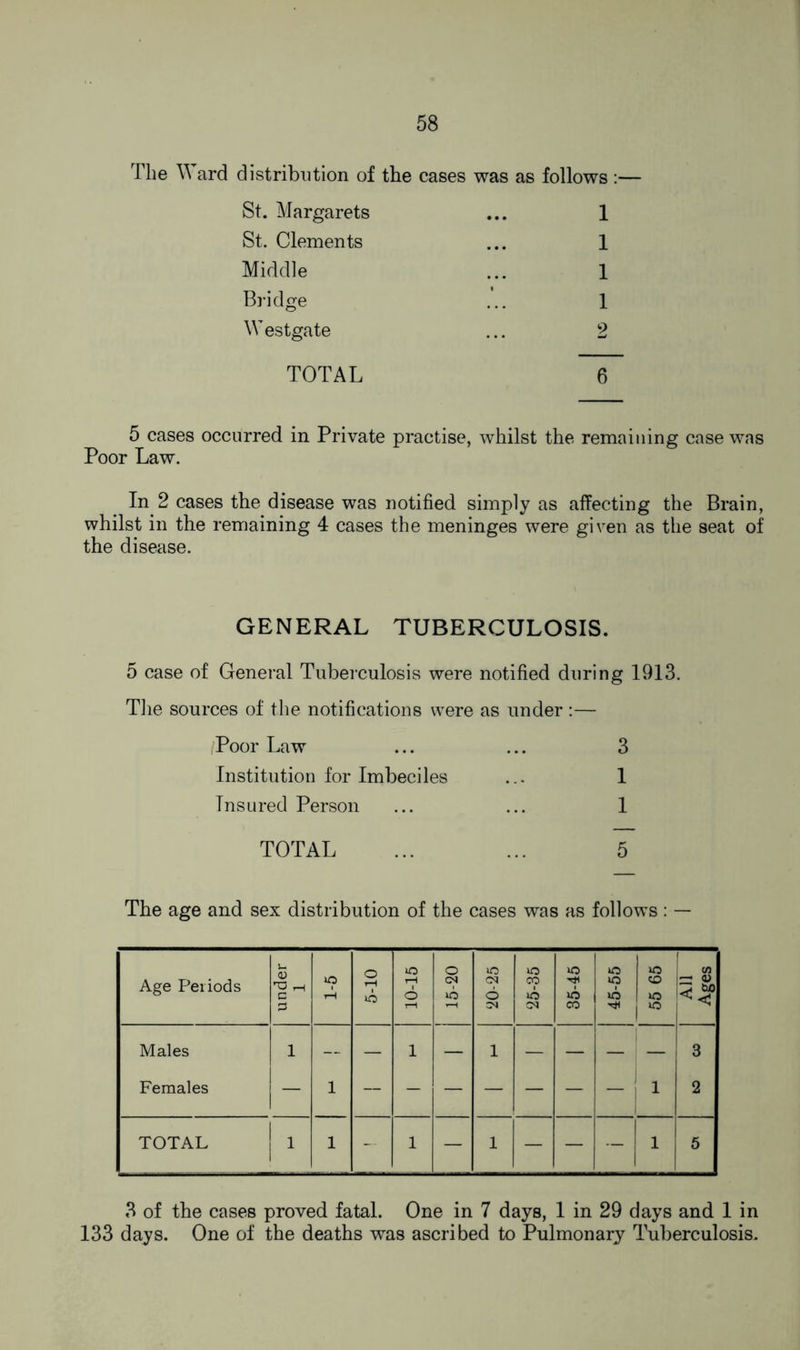 58
The Ward distribution of the cases was as follows :—
St. Margarets ... 1
St. Clements ... 1
Middle ... 1
Bridge ... 1
Westgate ... 2
TOTAL 6
5 cases occurred in Private practise, whilst the remaining case was
Poor Law.
In 2 cases the disease was notified simply as affecting the Brain,
whilst in the remaining 4 cases the meninges were given as the seat of
the disease.
GENERAL TUBERCULOSIS.
5 case of General Tuberculosis were notified during 1913.
The sources of the notifications were as under :—
Poor Law ... ... 3
Institution for Imbeciles ... 1
Insured Person ... ... 1
TOTAL ... ... 5
The age and sex distribution of the cases was as follows : —
Age Periods | under 1 | 1-5 | 5-10 | 10-15 | 15-20 | 20-25 | 25-35 | 35-45 | 45-55 | 55 65 | All Ages
Males | 1 | — | — | 1 | — | 1 | — | — | — | — | 3
Females | — | 1 | — | — | — | — | — | — | — | 1 | 2
TOTAL | 1 | 1 | - | 1 | — | 1 | — | — | — | 1 | 5
3 of the cases proved fatal. One in 7 days, 1 in 29 days and 1 in
133 days. One of the deaths was ascribed to Pulmonary Tuberculosis.